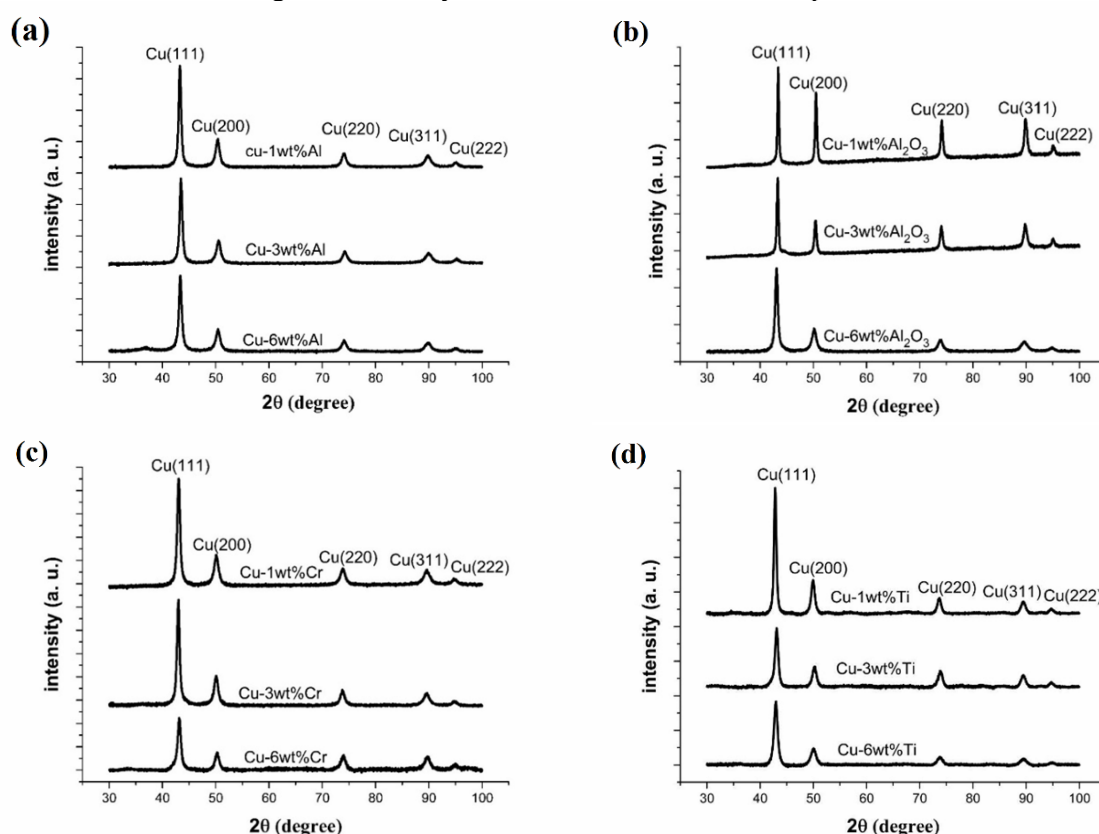 (a)
Cu(111)
Cu(200)
Cu(220)
Cu(311)
Cu(222)
cu-1wt%Al
Cu-3wt%Al
Cu-6wt%Al
intensity (a. u.)
30 40 50 60 70 80 90 100
2θ (degree)
(b)
Cu(111)
Cu(200)
Cu(220)
Cu(311)
Cu(222)
Cu-1wt%Al₂O₃
Cu-3wt%Al₂O₃
Cu-6wt%Al₂O₃
intensity (a. u.)
30 40 50 60 70 80 90 100
2θ (degree)
(c)
Cu(111)
Cu(200)
Cu(220)
Cu(311)
Cu(222)
Cu-1wt%Cr
Cu-3wt%Cr
Cu-6wt%Cr
intensity (a. u.)
30 40 50 60 70 80 90 100
2θ (degree)
(d)
Cu(111)
Cu(200)
Cu(220)
Cu(311)
Cu(222)
Cu-1wt%Ti
Cu-3wt%Ti
Cu-6wt%Ti
intensity (a. u.)
30 40 50 60 70 80 90 100
2θ (degree)